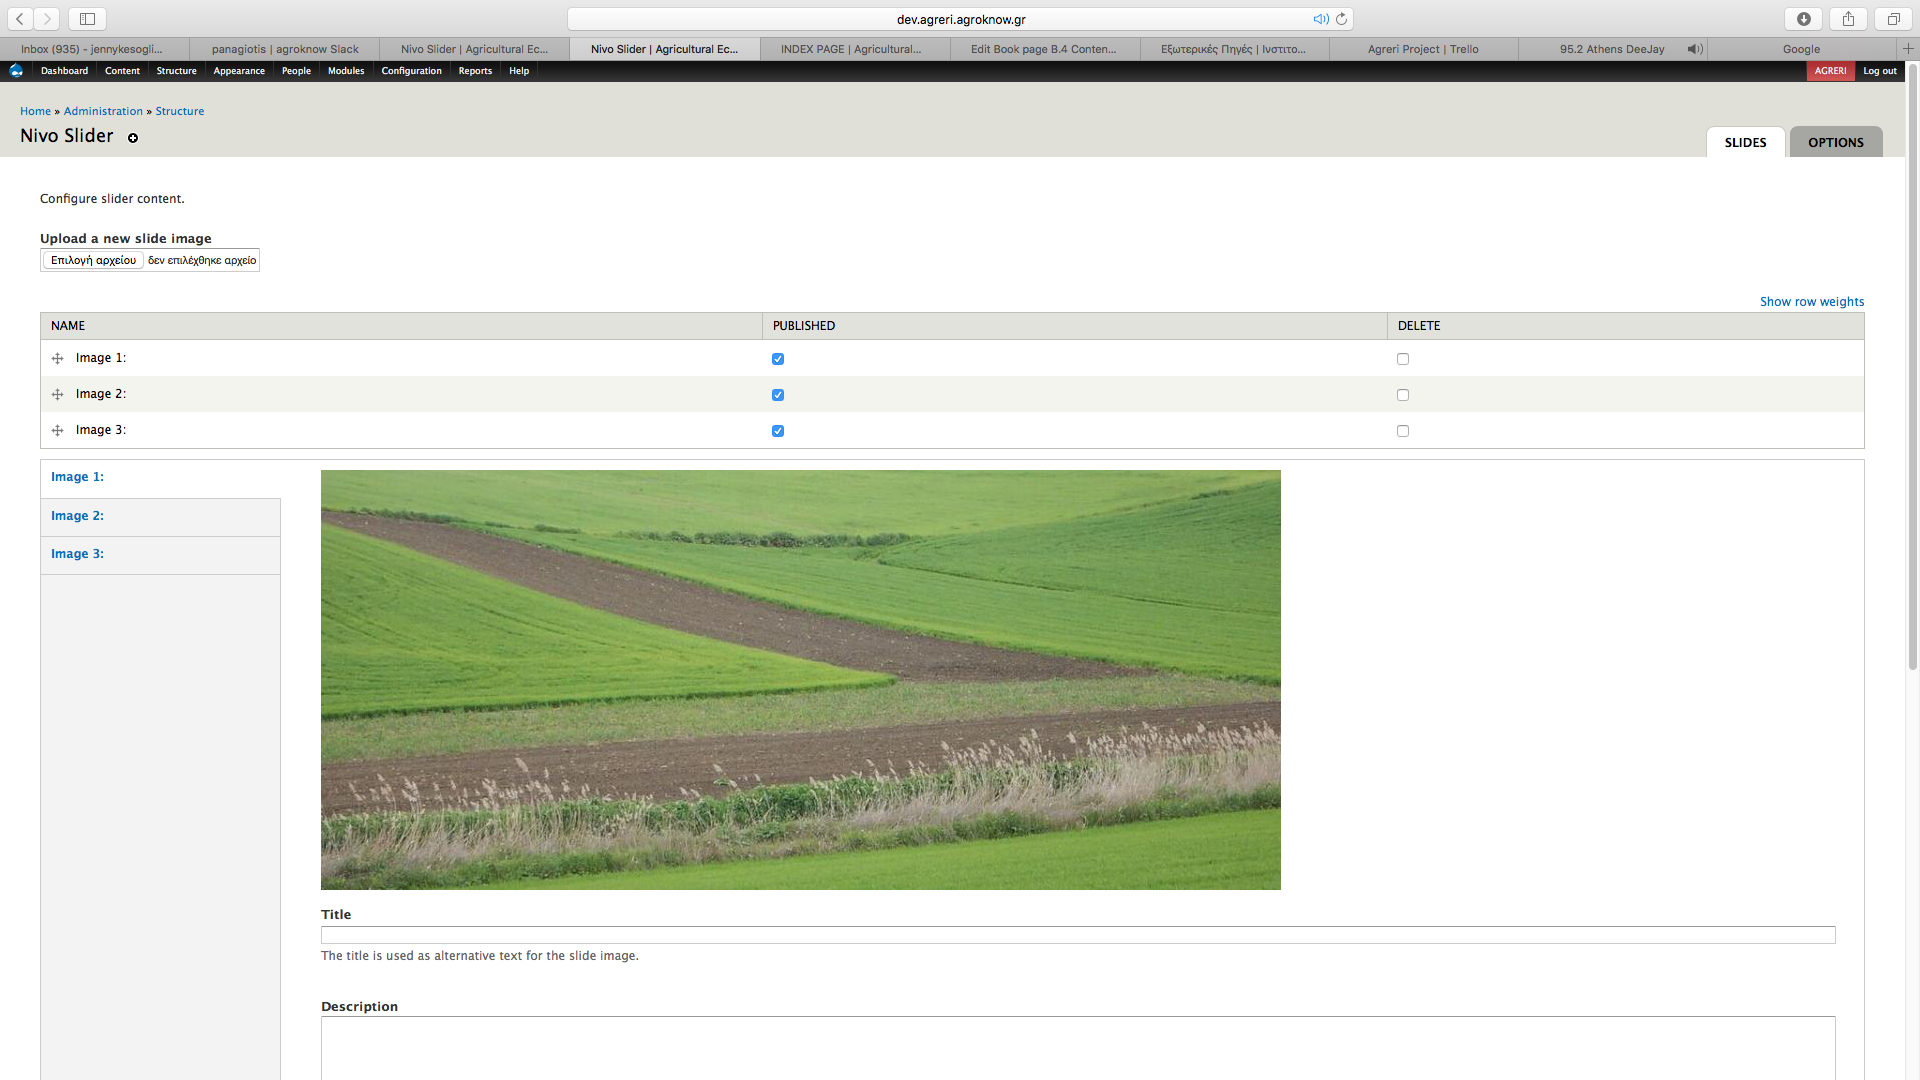 dev.agreri.agroknow.gr
Inbox (935) - jennykesogli...
panagiotis | agroknow Slack
Nivo Slider | Agricultural Ec...
Nivo Slider | Agricultural Ec...
INDEX PAGE | Agricultural...
Edit Book page B.4 Conten...
Εξωτερικές Πηγές | Ινστιτο...
Agreri Project | Trello
95.2 Athens DeeJay
Google
Dashboard Content Structure Appearance People Modules Configuration Reports Help
AGRERI Log out
Home » Administration » Structure
Nivo Slider
SLIDES OPTIONS
Configure slider content.
Upload a new slide image
Επιλογή αρχείου δεν επιλέχθηκε αρχείο
Show row weights
NAME PUBLISHED DELETE
Image 1:
Image 2:
Image 3:
Image 1:
Image 2:
Image 3:
Title
The title is used as alternative text for the slide image.
Description